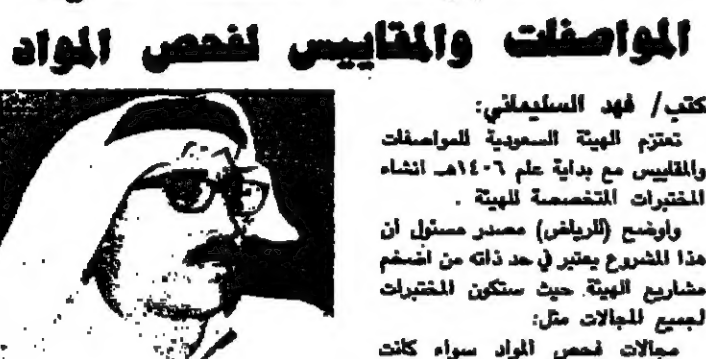 المواصفات والمقاييس لفحص المواد
كتب/ فهد السليماني:
تعتزم الهيئة السعودية للمواصفات
والمقاييس مع بداية عام ١٤٠٦هـ انشاء
المختبرات المتخصصة للهيئة .
واوضح (للرياض) مصدر مسئول أن
هذا المشروع يعتبر في حد ذاته من اضخم
مشاريع الهيئة حيث ستكون المختبرات
لجميع المجالات مثل:
مجالات فحص المواد سواء كانت